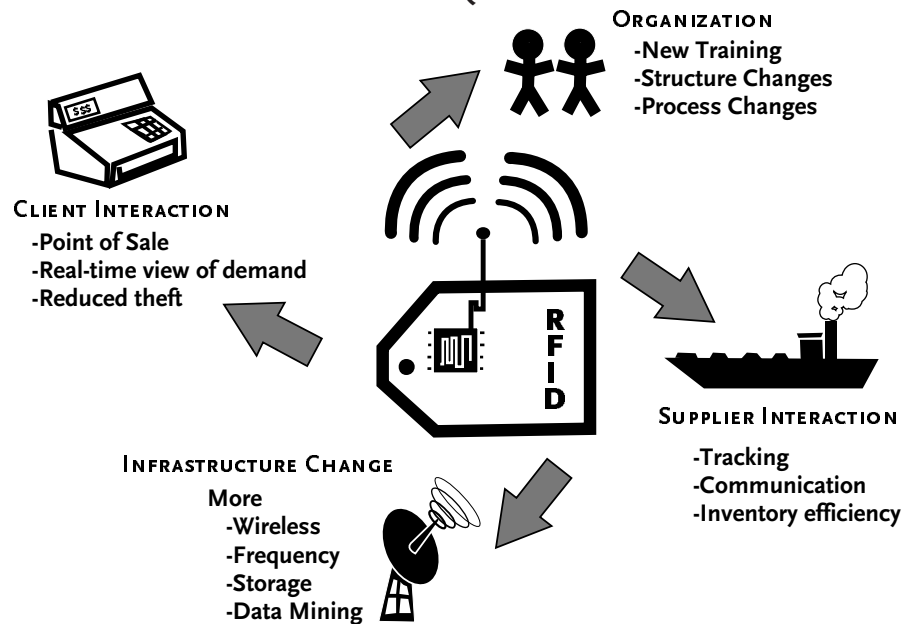 ORGANIZATION
-New Training
-Structure Changes
-Process Changes
$$$
CLIENT INTERACTION
-Point of Sale
-Real-time view of demand
-Reduced theft
RFID
SUPPLIER INTERACTION
-Tracking
-Communication
-Inventory efficiency
INFRASTRUCTURE CHANGE
More
-Wireless
-Frequency
-Storage
-Data Mining